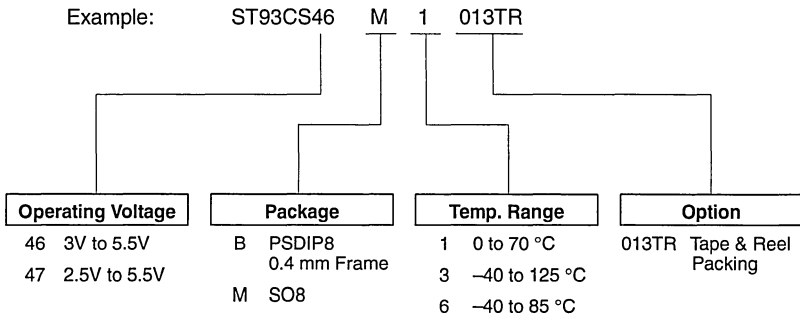 Example: ST93CS46 M 1 013TR
Operating Voltage
46 3V to 5.5V
47 2.5V to 5.5V
Package
B PSDIP8
0.4 mm Frame
M SO8
Temp. Range
1 0 to 70 °C
3 –40 to 125 °C
6 –40 to 85 °C
Option
013TR Tape & Reel
Packing